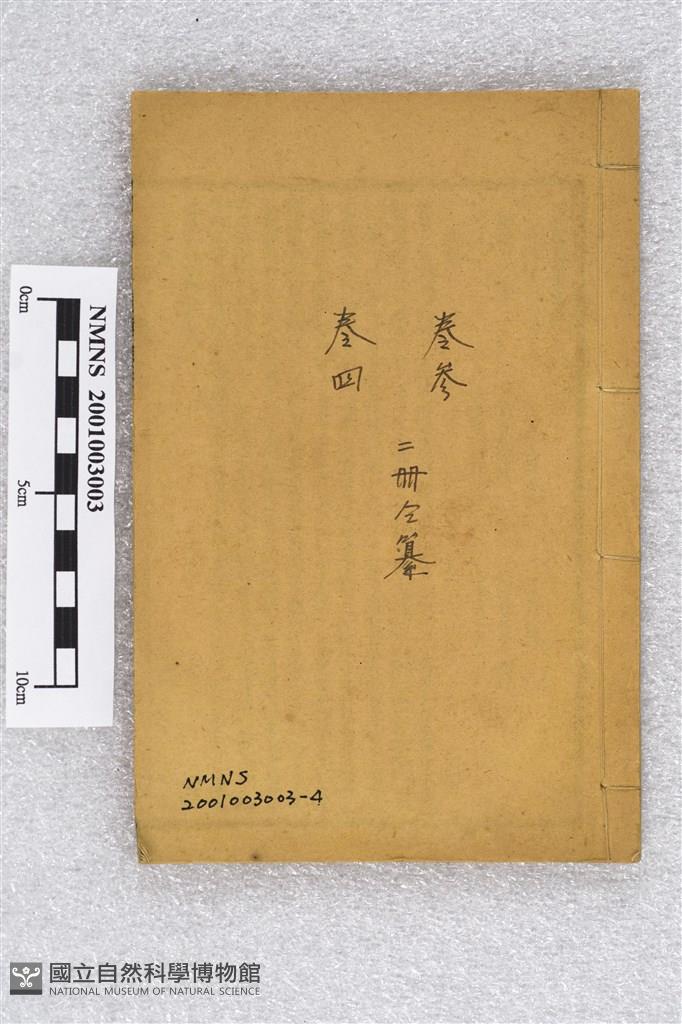 卷參
卷四
二冊合纂
NMNS
2001003003-4
NMNS 2001003003
0cm
5cm
10cm
國立自然科學博物館
NATIONAL MUSEUM OF NATURAL SCIENCE